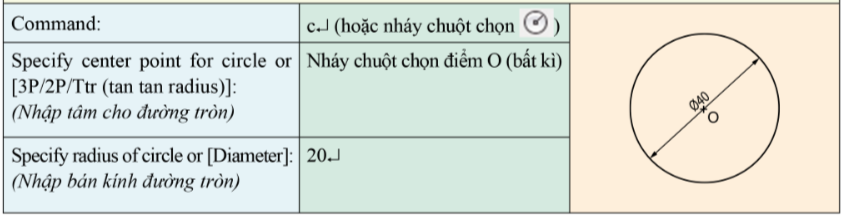 Command:
c↵ (hoặc nháy chuột chọn )
Specify center point for circle or
[3P/2P/Ttr (tan tan radius)]:
(Nhập tâm cho đường tròn)
Nháy chuột chọn điểm O (bất kì)
Specify radius of circle or [Diameter]:
(Nhập bán kính đường tròn)
20↵
Ø40
O